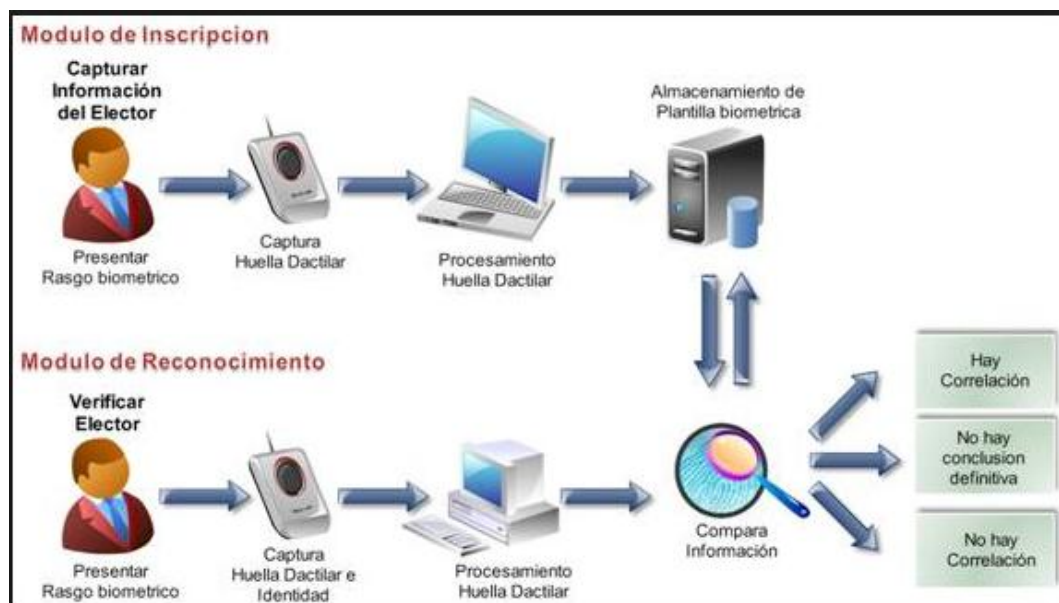 Modulo de Inscripcion
Capturar
Información
del Elector
Presentar
Rasgo biometrico
Captura
Huella Dactilar
Procesamiento
Huella Dactilar
Almacenamiento de
Plantilla biometrica
Modulo de Reconocimiento
Verificar
Elector
Presentar
Rasgo biometrico
Captura
Huella Dactilar e
Identidad
Procesamiento
Huella Dactilar
Compara
Información
Hay
Correlación
No hay
conclusion
definitiva
No hay
Correlación